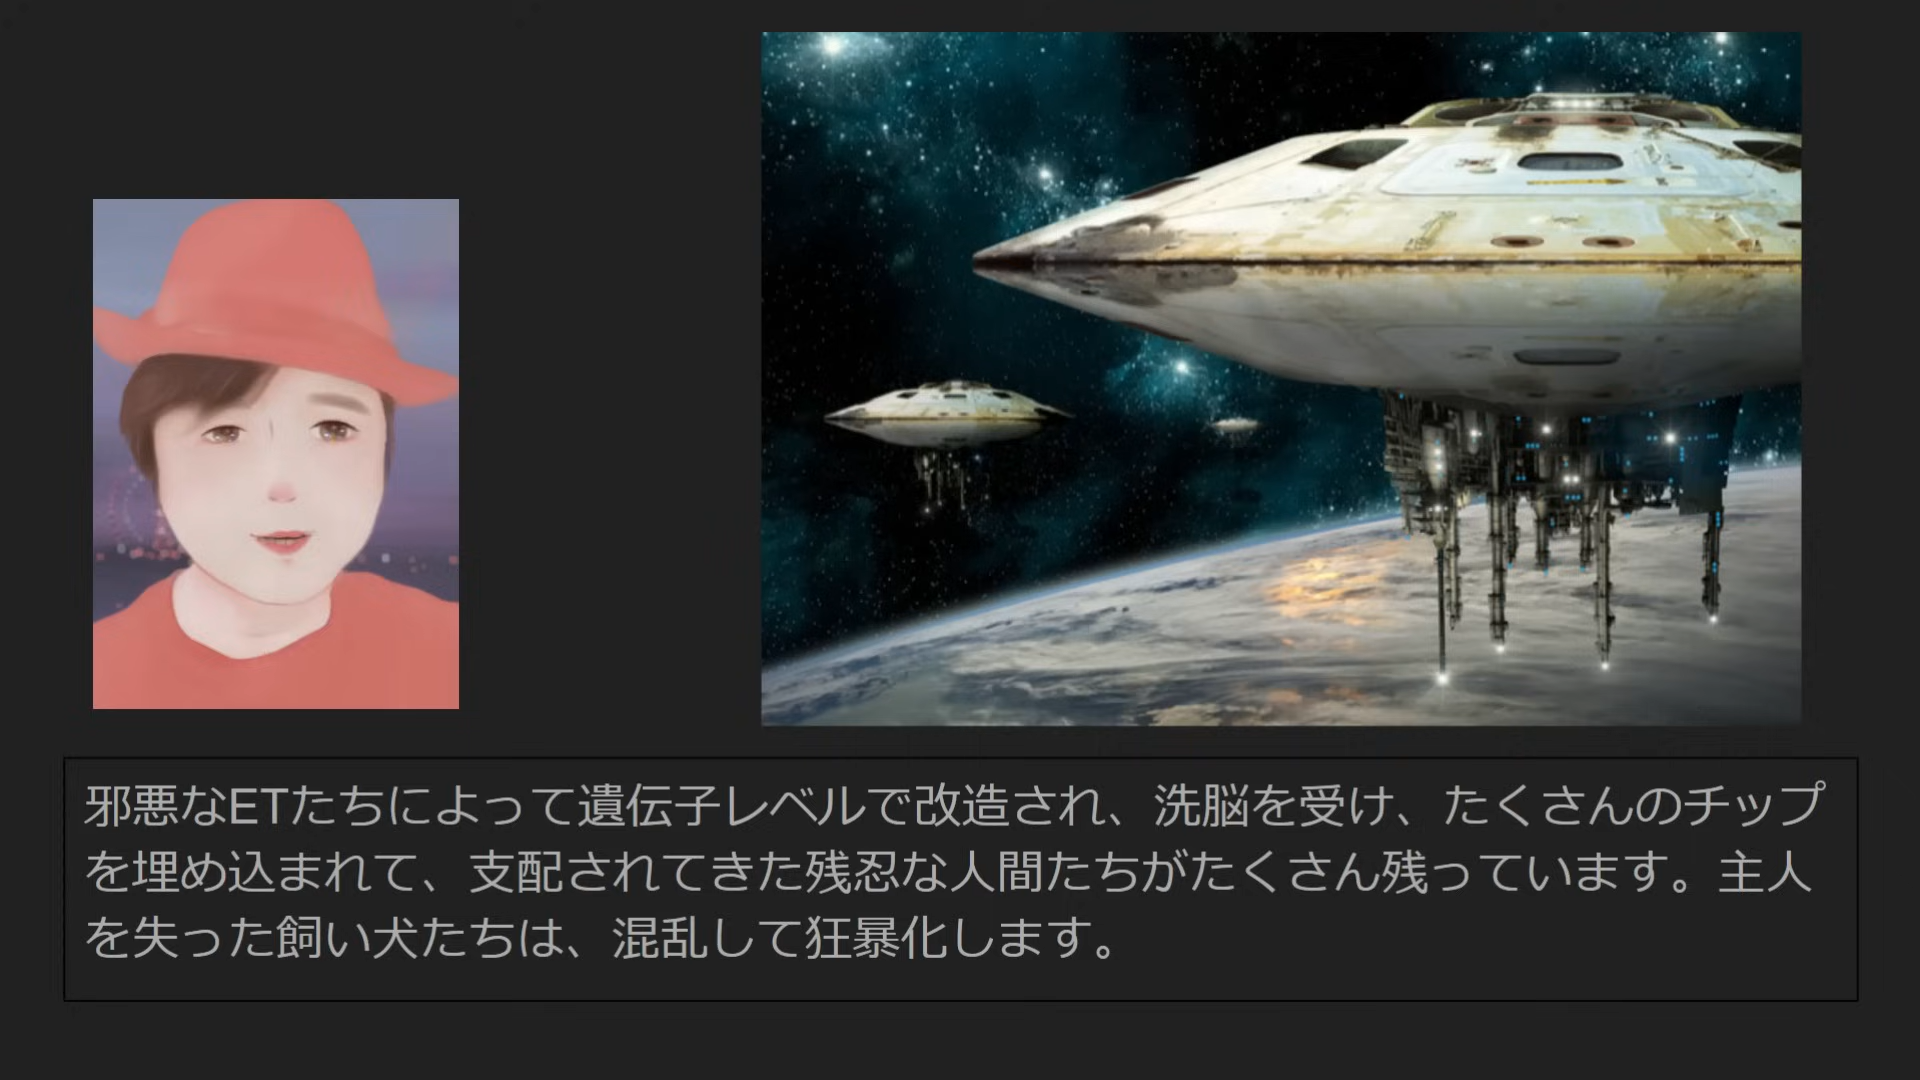 邪悪なETたちによって遺伝子レベルで改造され、洗脳を受け、たくさんのチップ
を埋め込まれて、支配されてきた残忍な人間たちがたくさん残っています。主人
を失った飼い犬たちは、混乱して狂暴化します。